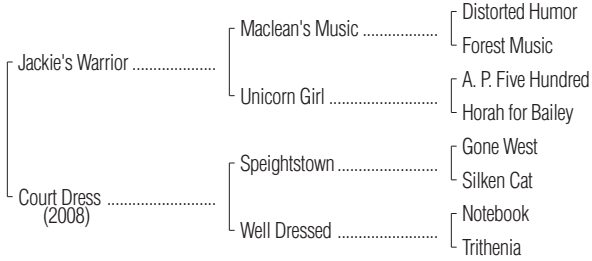 Distorted Humor
Maclean's Music ..................
Forest Music
Jackie's Warrior ....................
A. P. Five Hundred
Unicorn Girl ..........................
Horah for Bailey
Gone West
Speightstown ........................
Silken Cat
Court Dress ..........................
(2008)
Notebook
Well Dressed ........................
Trithenia